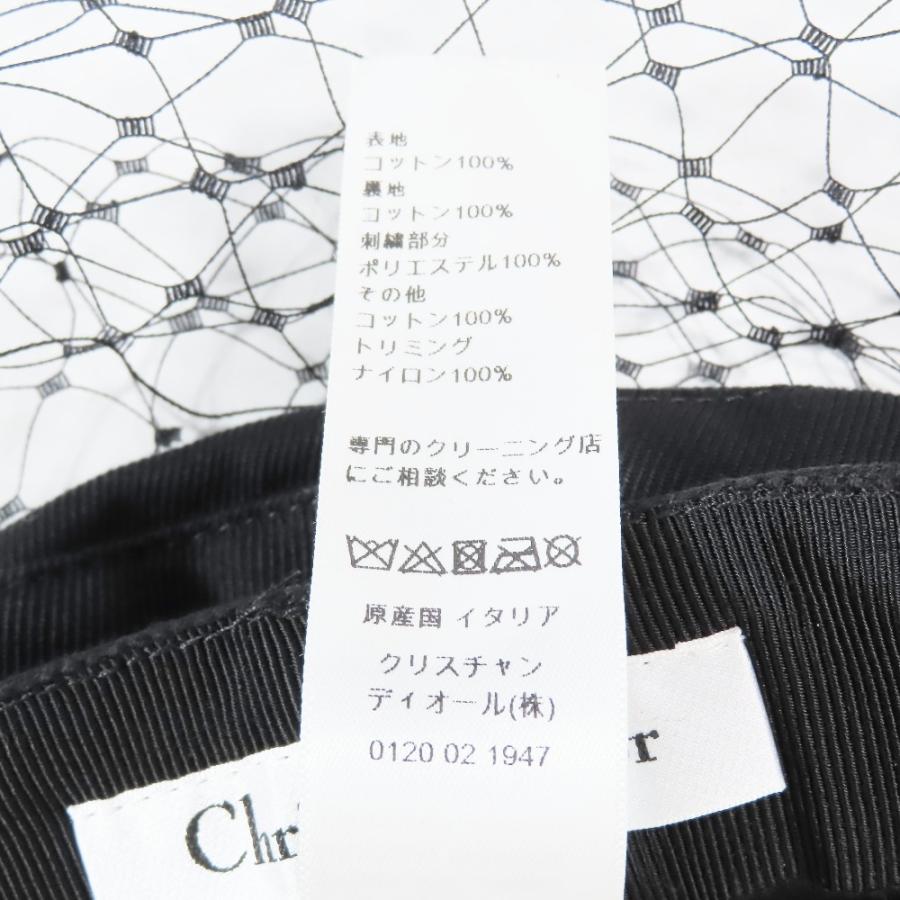 表地
コットン100%
裏地
コットン100%
刺繍部分
ポリエステル100%
その他
コットン100%
トリミング
ナイロン100%
専門のクリーニング店
にご相談ください。
原産国 イタリア
クリスチャン
ディオール(株)
0120 02 1947